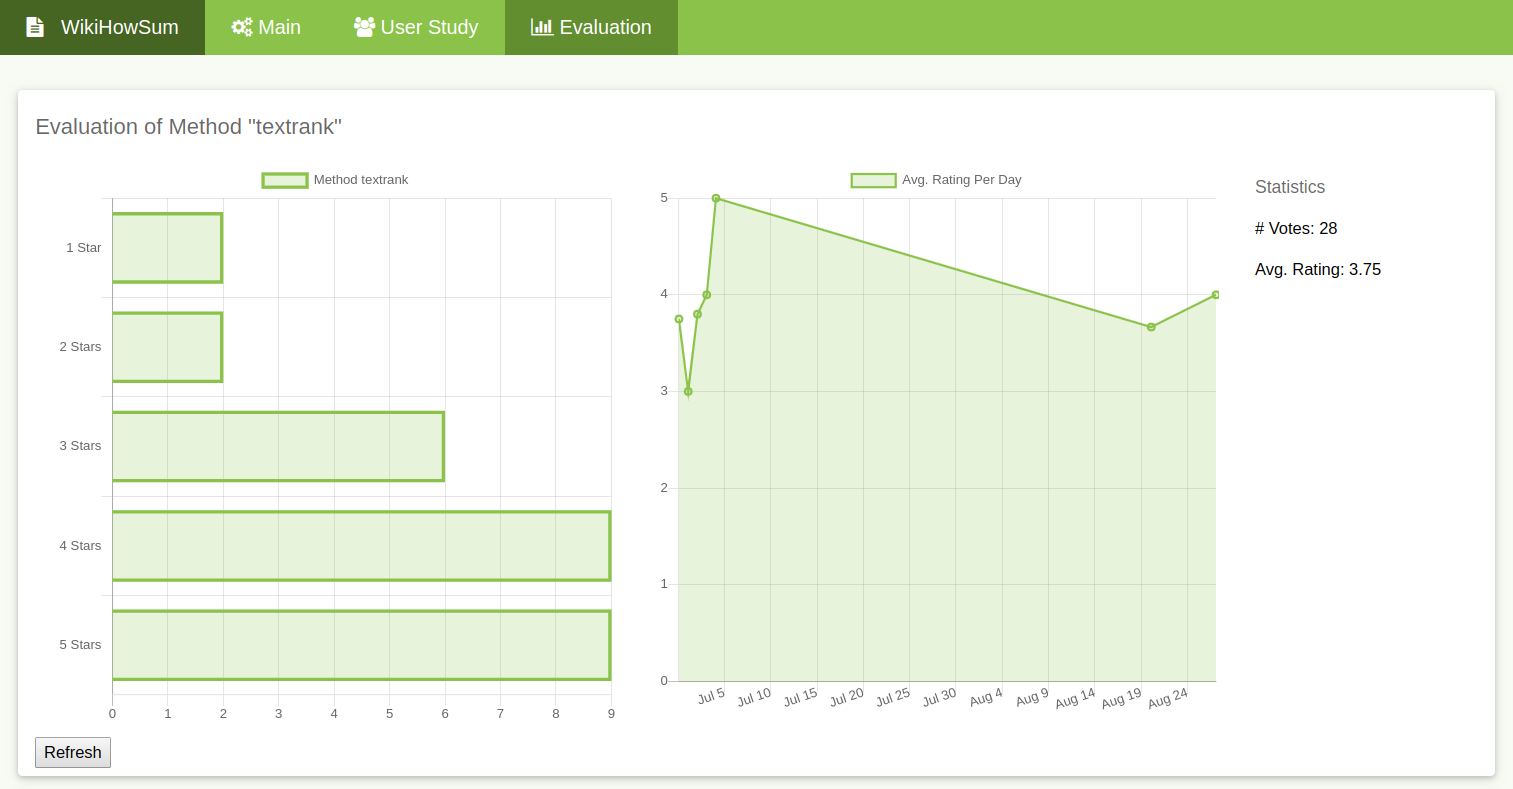 WikiHowSum Main User Study Evaluation
Evaluation of Method "textrank"
Method textrank
1 Star
2 Stars
3 Stars
4 Stars
5 Stars
0 1 2 3 4 5 6 7 8 9
Avg. Rating Per Day
5
4
3
2
1
0
Jul 5 Jul 10 Jul 15 Jul 20 Jul 25 Jul 30 Aug 4 Aug 9 Aug 14 Aug 19 Aug 24
Statistics
# Votes: 28
Avg. Rating: 3.75
Refresh